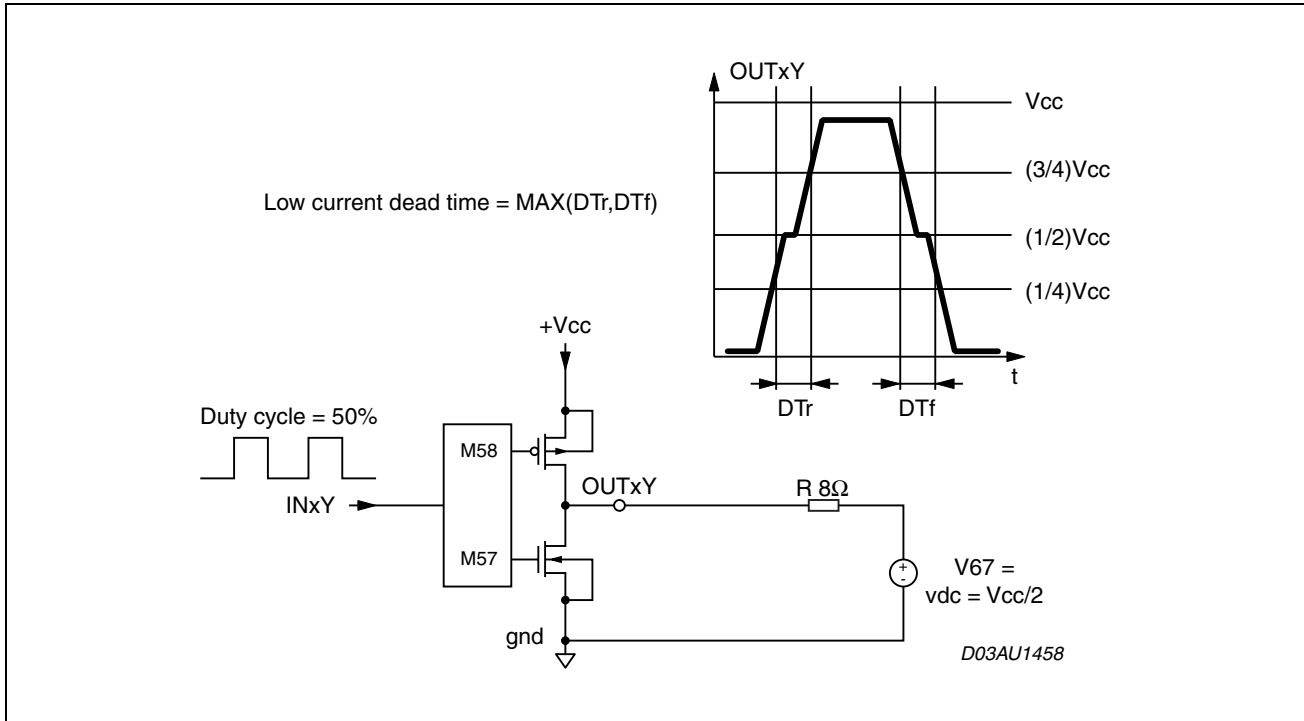 OUTxY
Vcc
(3/4)Vcc
Low current dead time = MAX(DTr,DTf)
(1/2)Vcc
(1/4)Vcc
+Vcc
t
DTr
DTf
Duty cycle = 50%
M58
OUTxY
R 8Ω
INxY
M57
+
-
V67 =
vdc = Vcc/2
gnd
D03AU1458